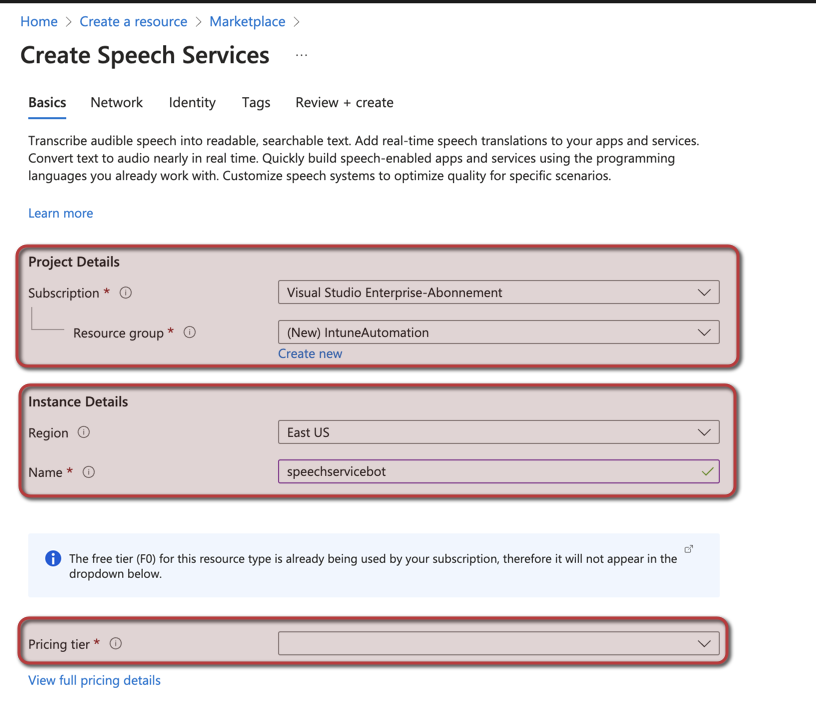 Home > Create a resource > Marketplace >
Create Speech Services ...
Basics Network Identity Tags Review + create
Transcribe audible speech into readable, searchable text. Add real-time speech translations to your apps and services.
Convert text to audio nearly in real time. Quickly build speech-enabled apps and services using the programming
languages you already work with. Customize speech systems to optimize quality for specific scenarios.
Learn more
Project Details
Subscription * Visual Studio Enterprise-Abonnement
Resource group * (New) IntuneAutomation
Create new
Instance Details
Region East US
Name * speechservicebot
The free tier (F0) for this resource type is already being used by your subscription, therefore it will not appear in the
dropdown below.
Pricing tier *
View full pricing details